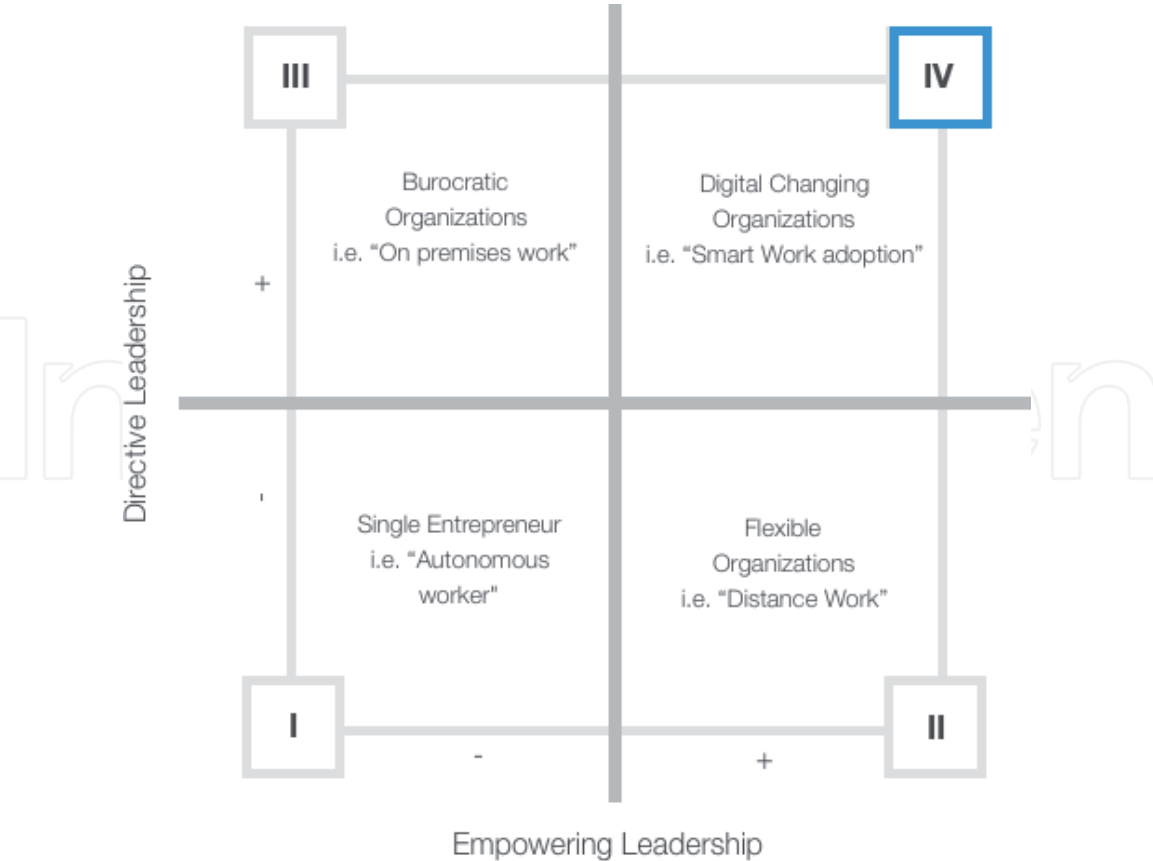 III
IV
Burocratic
Organizations
i.e. “On premises work”
Digital Changing
Organizations
i.e. “Smart Work adoption”
+
Directive Leadership
-
Single Entrepreneur
i.e. “Autonomous
worker"
Flexible
Organizations
i.e. “Distance Work”
I
II
-
+
Empowering Leadership